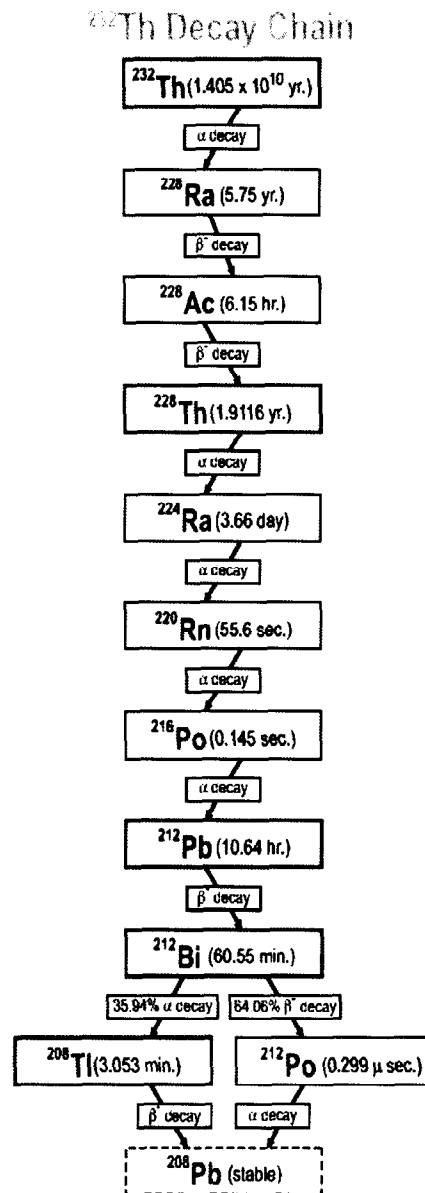 ²³²Th Decay Chain
²³²Th (1.405 x 10¹⁰ yr.)
α decay
²²⁸Ra (5.75 yr.)
β⁻ decay
²²⁸Ac (6.15 hr.)
β⁻ decay
²²⁸Th (1.9116 yr.)
α decay
²²⁴Ra (3.66 day)
α decay
²²⁰Rn (55.6 sec.)
α decay
²¹⁶Po (0.145 sec.)
α decay
²¹²Pb (10.64 hr.)
β⁻ decay
²¹²Bi (60.55 min.)
35.94% α decay 64.06% β⁻ decay
²⁰⁸Tl (3.053 min.) ²¹²Po (0.299 μ sec.)
β⁻ decay α decay
²⁰⁸Pb (stable)